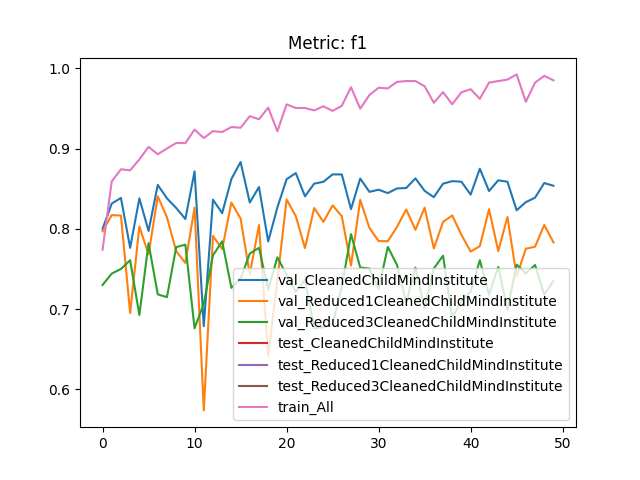 Metric: f1
1.0
0.9
0.8
0.7
0.6
val_CleanedChildMindInstitute
val_Reduced1CleanedChildMindInstitute
val_Reduced3CleanedChildMindInstitute
test_CleanedChildMindInstitute
test_Reduced1CleanedChildMindInstitute
test_Reduced3CleanedChildMindInstitute
train_All
0 10 20 30 40 50